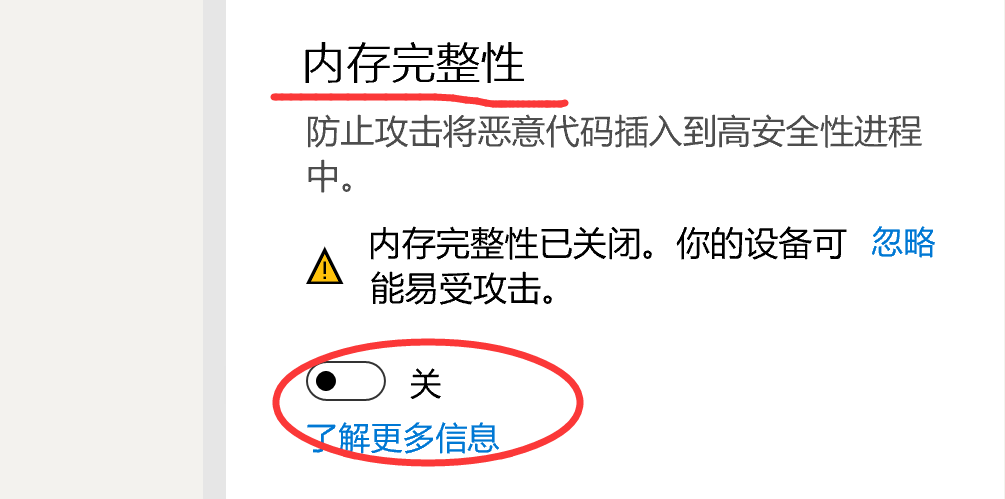 内存完整性
防止攻击将恶意代码插入到高安全性进程
中。
内存完整性已关闭。你的设备可 忽略
能易受攻击。
关
了解更多信息